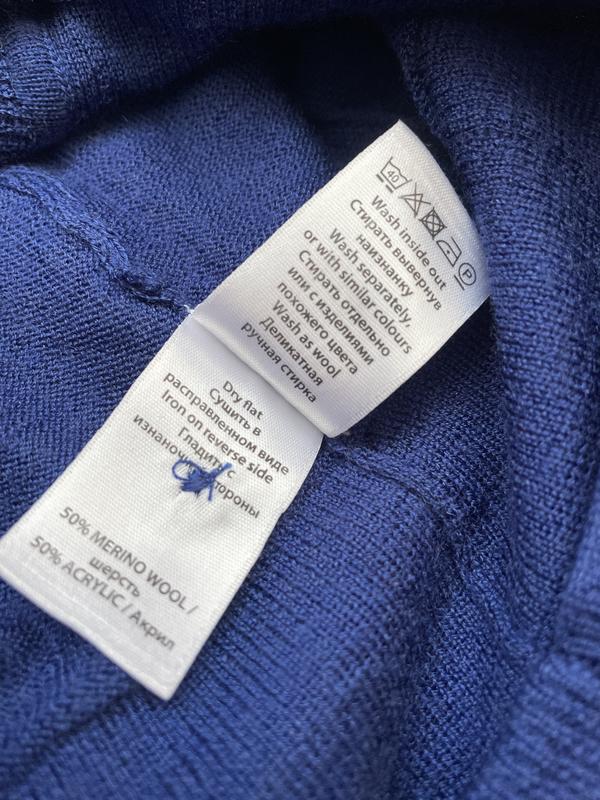 40
P
Wash inside out
Стирать вывернув
наизнанку
Wash separately,
or with similar colours
Стирать отдельно
или с изделиями
похожего цвета
Wash as wool
Деликатная
ручная стирка
Dry flat
Сушить в
расправленном виде
Iron on reverse side
Гладить с
стороны
50% MERINO WOOL /
шерсть
50% ACRYLIC / Акрил